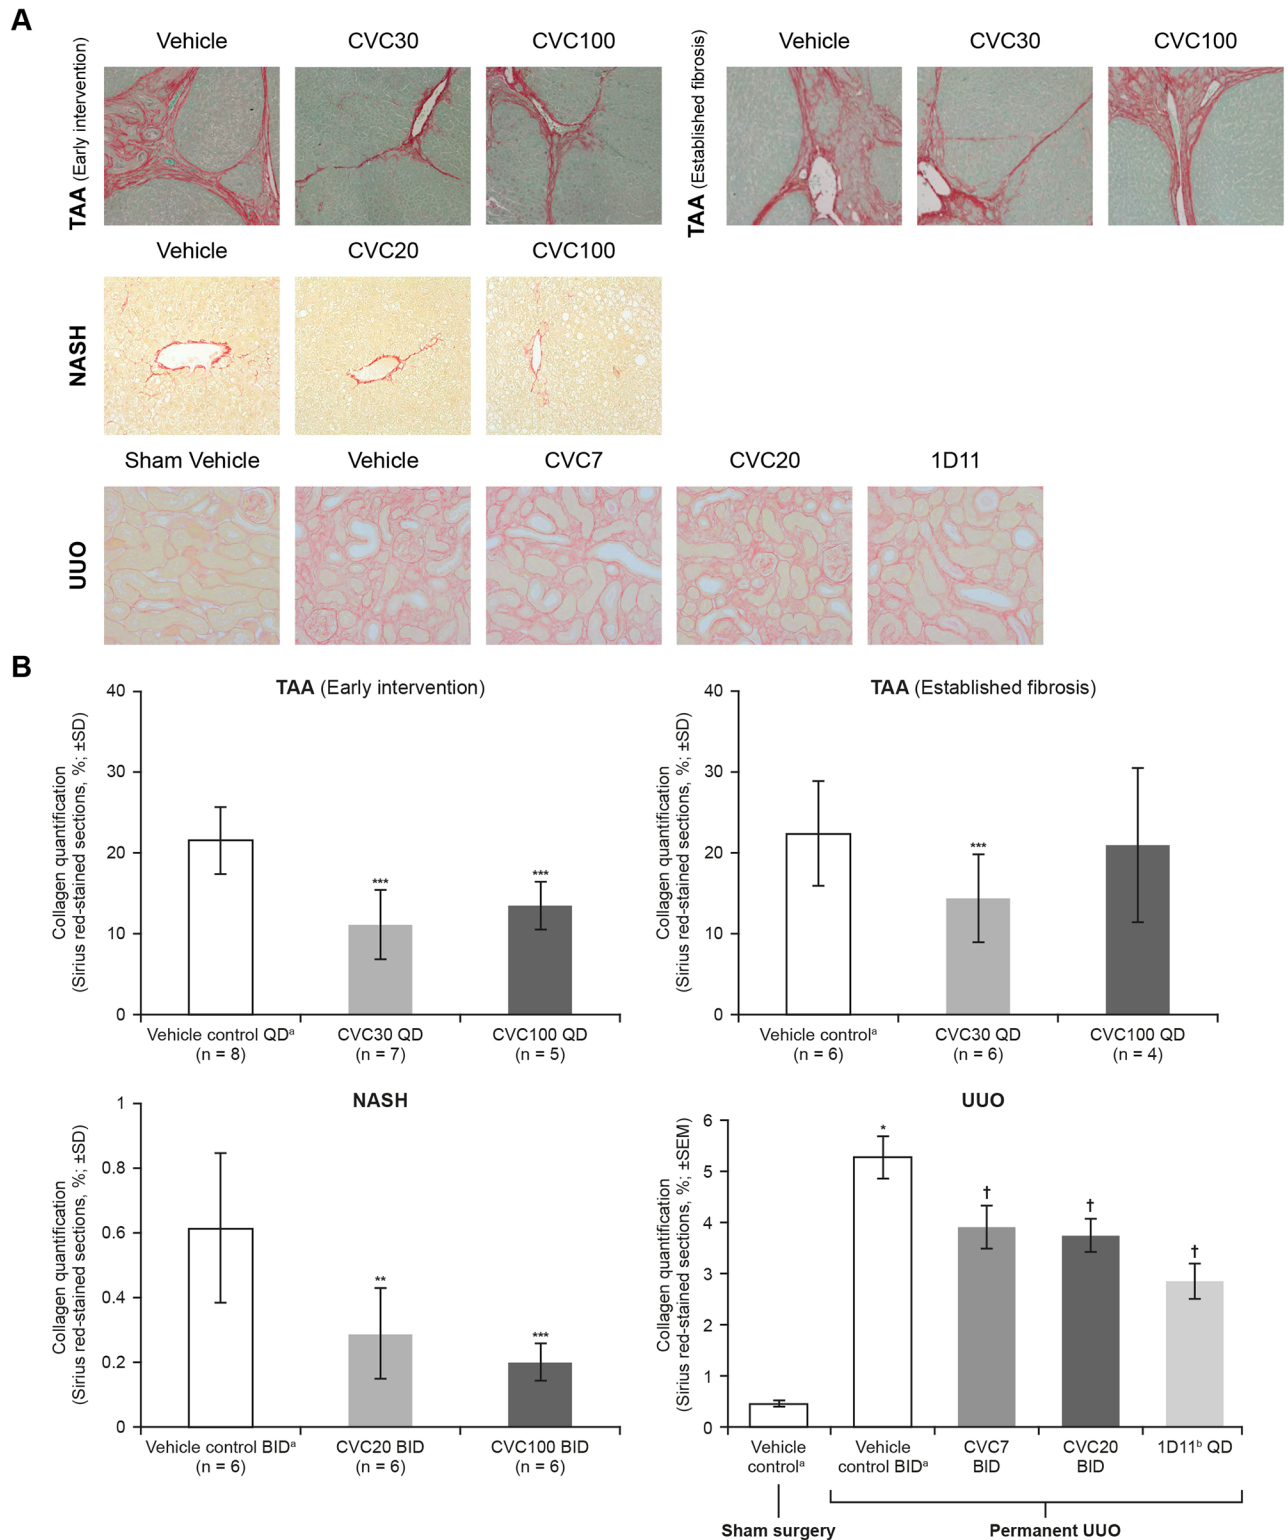 A
TAA (Early intervention)
Vehicle
CVC30
CVC100
TAA (Established fibrosis)
Vehicle
CVC30
CVC100
NASH
Vehicle
CVC20
CVC100
UUO
Sham Vehicle
Vehicle
CVC7
CVC20
1D11
B
TAA (Early intervention)
Collagen quantification
(Sirius red-stained sections, %; ±SD)
40
30
20
10
0
***
***
Vehicle control QDᵃ
(n = 8)
CVC30 QD
(n = 7)
CVC100 QD
(n = 5)
TAA (Established fibrosis)
Collagen quantification
(Sirius red-stained sections, %; ±SD)
40
30
20
10
0
***
Vehicle controlᵃ
(n = 6)
CVC30 QD
(n = 6)
CVC100 QD
(n = 4)
NASH
Collagen quantification
(Sirius red-stained sections, %; ±SD)
1
0.8
0.6
0.4
0.2
0
**
***
Vehicle control BIDᵃ
(n = 6)
CVC20 BID
(n = 6)
CVC100 BID
(n = 6)
UUO
Collagen quantification
(Sirius red-stained sections, %; ±SEM)
6
5
4
3
2
1
0
*
†
†
†
Vehicle
controlᵃ
Vehicle
control BIDᵃ
CVC7
BID
CVC20
BID
1D11ᵇ QD
Sham surgery
Permanent UUO